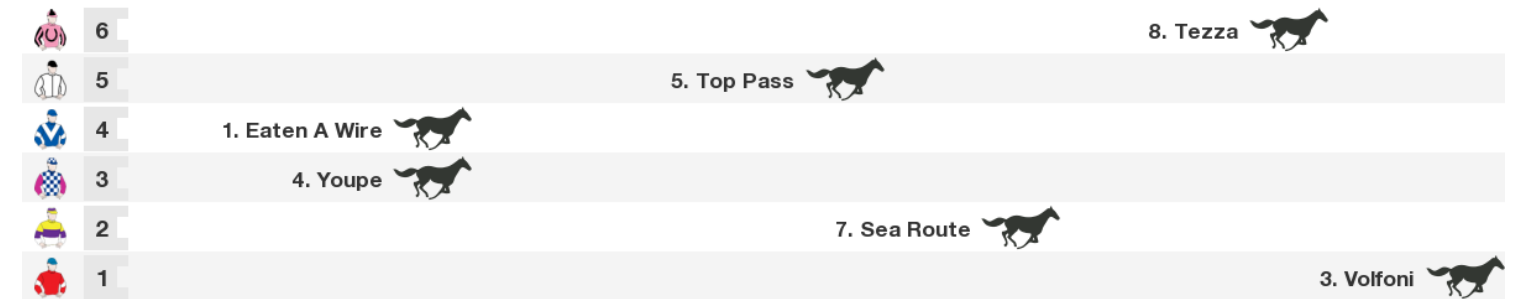 6 8. Tezza
5 5. Top Pass
4 1. Eaten A Wire
3 4. Youpe
2 7. Sea Route
1 3. Volfoni